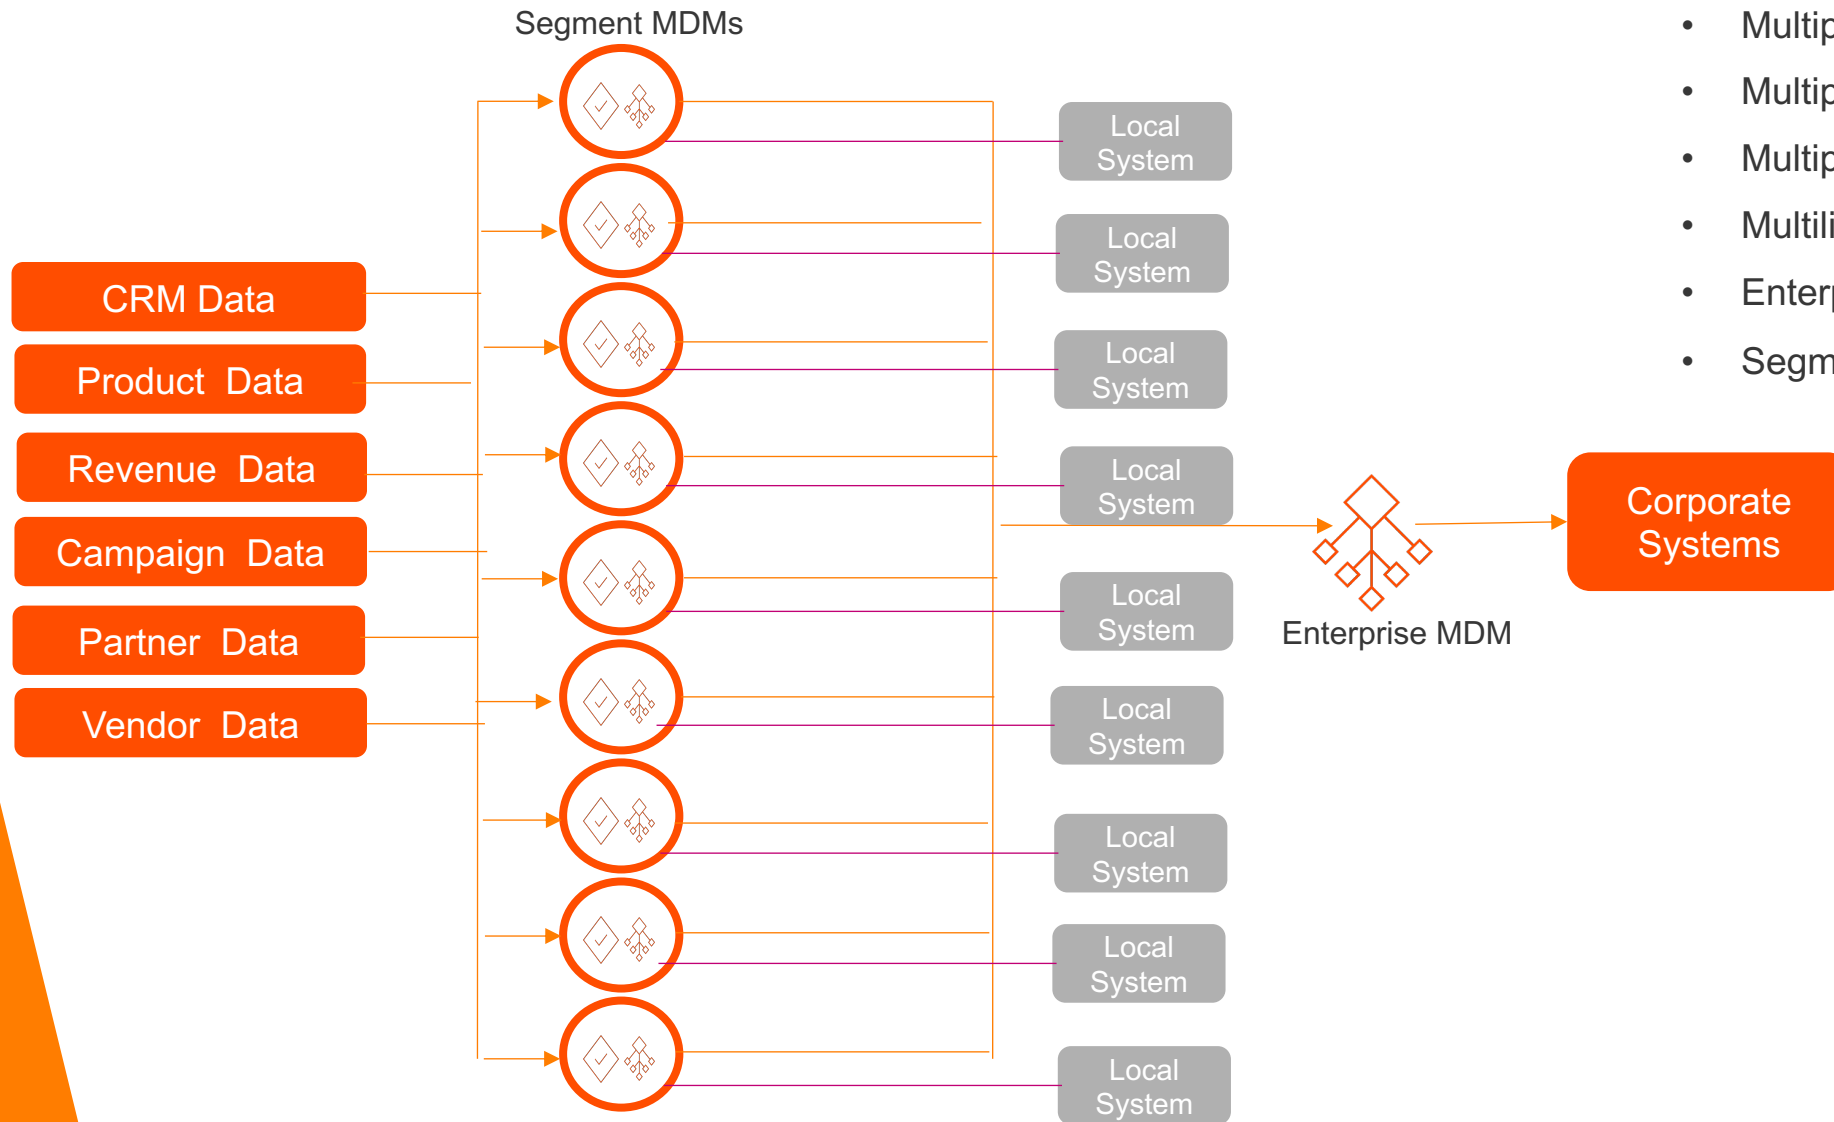 Segment MDMs
CRM Data
Product Data
Revenue Data
Campaign Data
Partner Data
Vendor Data
Local
System
Local
System
Local
System
Local
System
Local
System
Local
System
Local
System
Local
System
Local
System
Enterprise MDM
Corporate
Systems